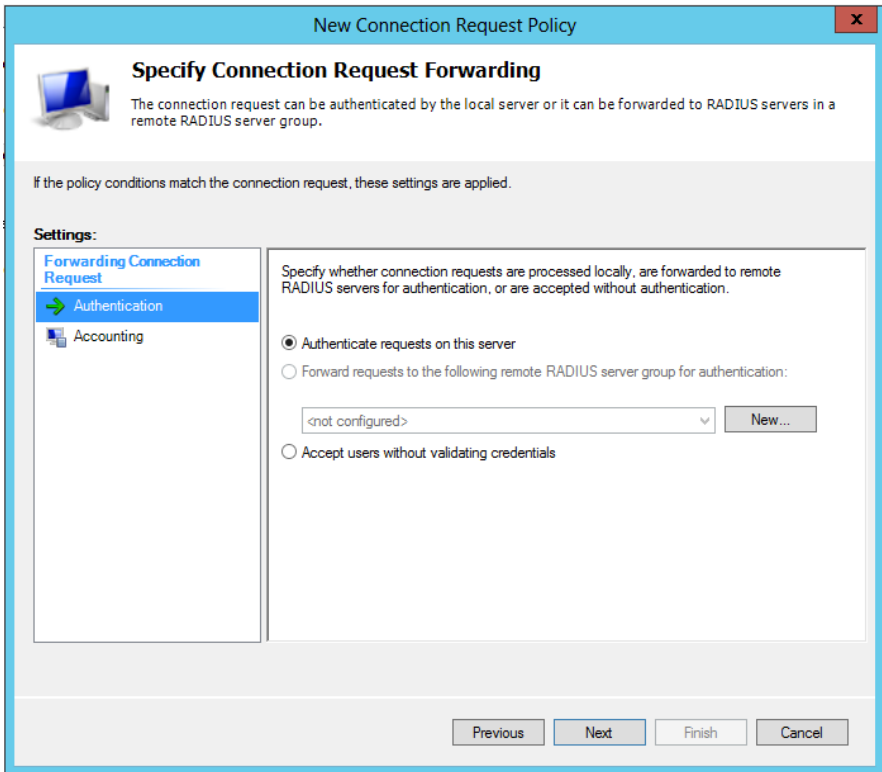 New Connection Request Policy
x
Specify Connection Request Forwarding
The connection request can be authenticated by the local server or it can be forwarded to RADIUS servers in a
remote RADIUS server group.
If the policy conditions match the connection request, these settings are applied.
Settings:
Forwarding Connection
Request
Authentication
Accounting
Specify whether connection requests are processed locally, are forwarded to remote
RADIUS servers for authentication, or are accepted without authentication.
Authenticate requests on this server
Forward requests to the following remote RADIUS server group for authentication:
<not configured>
New...
Accept users without validating credentials
Previous
Next
Finish
Cancel